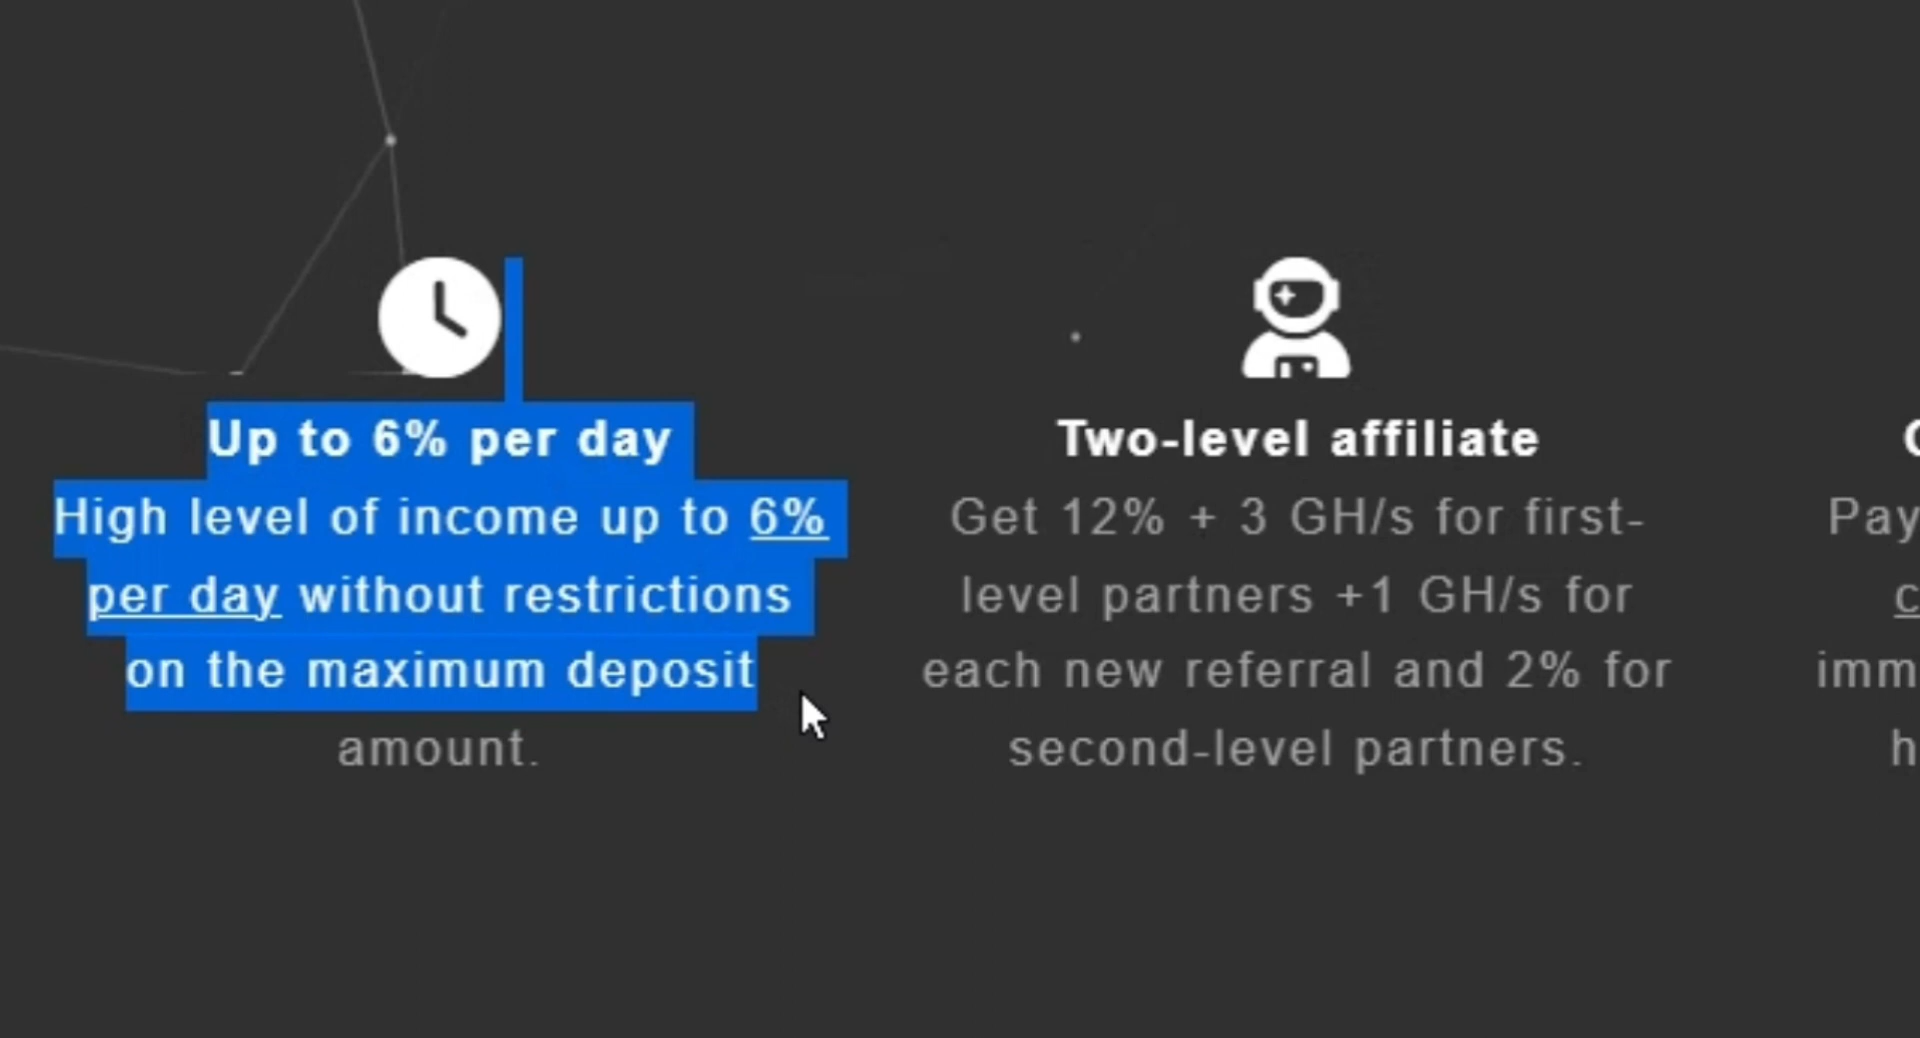 Up to 6% per day
High level of income up to 6%
per day without restrictions
on the maximum deposit
amount.
Two-level affiliate
Get 12% + 3 GH/s for first-
level partners +1 GH/s for
each new referral and 2% for
second-level partners.
Pay
imm